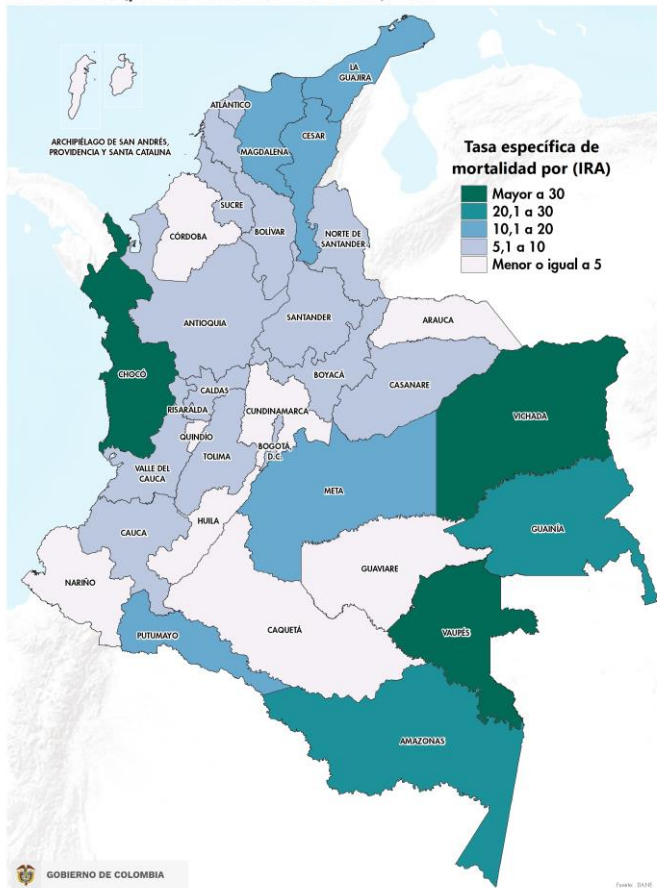 ARCHIPIÉLAGO DE SAN ANDRÉS,
PROVIDENCIA Y SANTA CATALINA
LA
GUAJIRA
ATLÁNTICO
MAGDALENA
CESAR
Tasa específica de
mortalidad por (IRA)
Mayor a 30
20,1 a 30
10,1 a 20
5,1 a 10
Menor o igual a 5
SUCRE
CÓRDOBA
BOLÍVAR
NORTE DE
SANTANDER
ANTIOQUIA
SANTANDER
ARAUCA
CHOCÓ
BOYACÁ
CASANARE
CALDAS
RISARALDA
CUNDINAMARCA
VICHADA
QUINDÍO
BOGOTÁ,
D.C.
TOLIMA
VALLE DEL
CAUCA
META
GUAINÍA
HUILA
CAUCA
GUAVIARE
NARIÑO
CAQUETÁ
VAUPÉS
PUTUMAYO
AMAZONAS
GOBIERNO DE COLOMBIA
Fuente: DANE